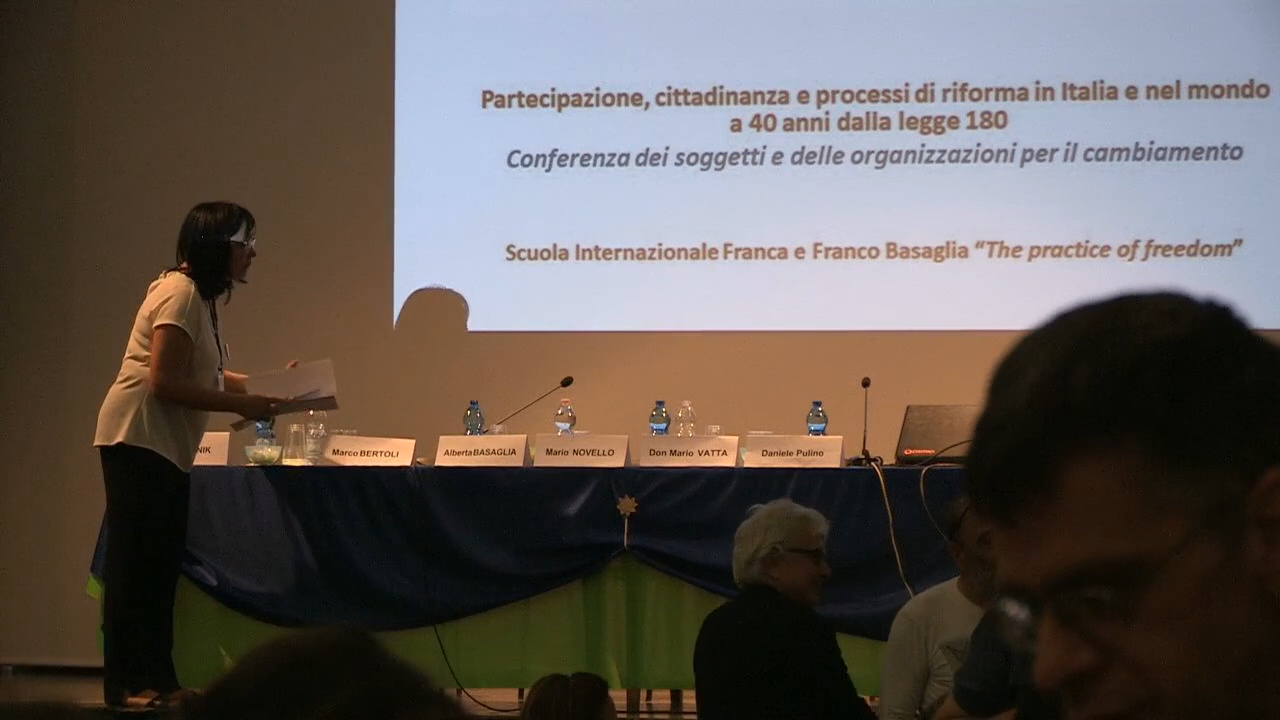 Partecipazione, cittadinanza e processi di riforma in Italia e nel mondo
a 40 anni dalla legge 180
Conferenza dei soggetti e delle organizzazioni per il cambiamento
Scuola Internazionale Franca e Franco Basaglia “The practice of freedom”
NIK
Marco BERTOLI
Alberta BASAGLIA
Mario NOVELLO
Don Mario VATTA
Daniele Pulino